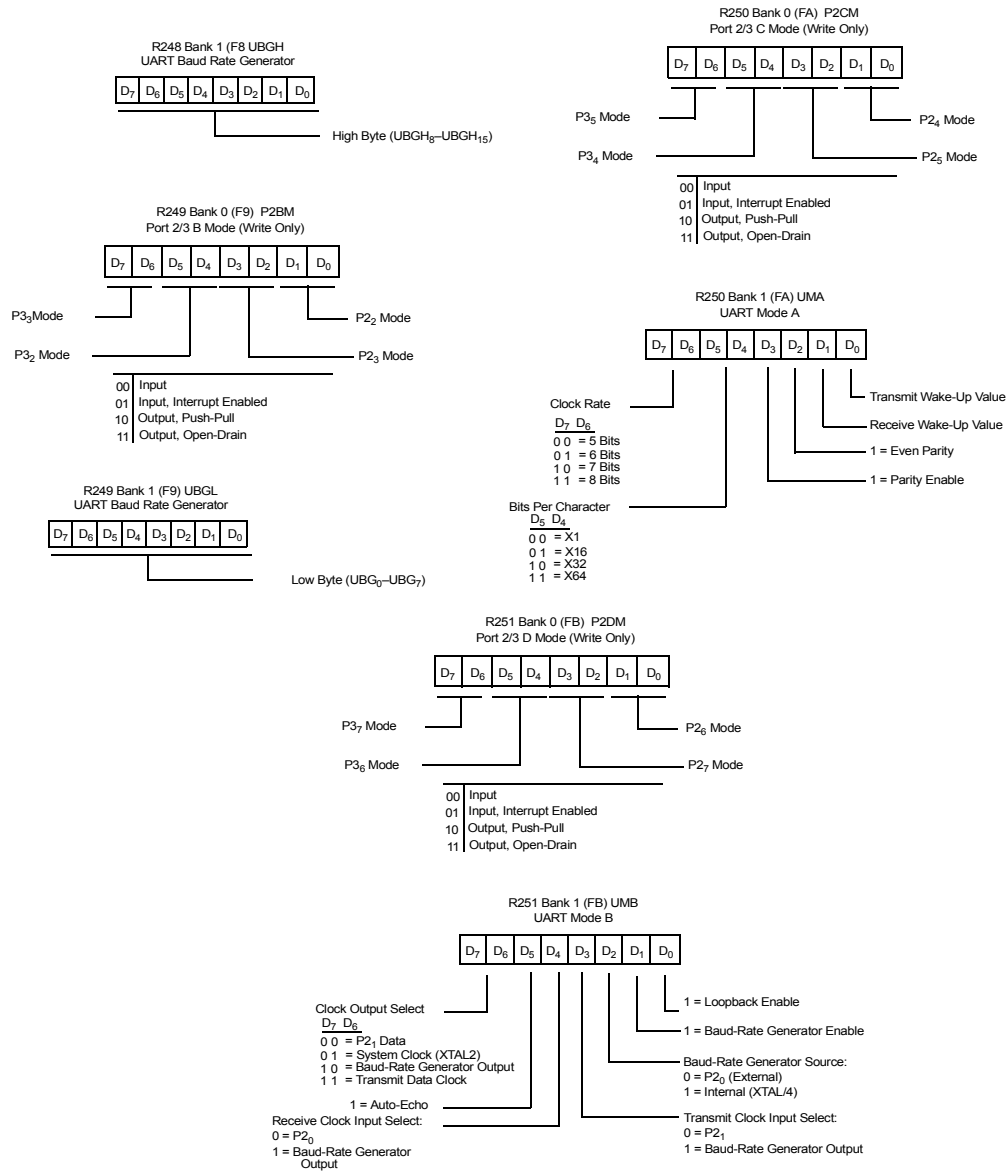 R248 Bank 1 (F8 UBGH
UART Baud Rate Generator
D7 D6 D5 D4 D3 D2 D1 D0
High Byte (UBGH8–UBGH15)
R249 Bank 0 (F9) P2BM
Port 2/3 B Mode (Write Only)
D7 D6 D5 D4 D3 D2 D1 D0
P33Mode
P22 Mode
P32 Mode
P23 Mode
00 Input
01 Input, Interrupt Enabled
10 Output, Push-Pull
11 Output, Open-Drain
R249 Bank 1 (F9) UBGL
UART Baud Rate Generator
D7 D6 D5 D4 D3 D2 D1 D0
Low Byte (UBG0–UBG7)
R250 Bank 0 (FA) P2CM
Port 2/3 C Mode (Write Only)
D7 D6 D5 D4 D3 D2 D1 D0
P35 Mode
P24 Mode
P34 Mode
P25 Mode
00 Input
01 Input, Interrupt Enabled
10 Output, Push-Pull
11 Output, Open-Drain
R250 Bank 1 (FA) UMA
UART Mode A
D7 D6 D5 D4 D3 D2 D1 D0
Transmit Wake-Up Value
Receive Wake-Up Value
1 = Even Parity
1 = Parity Enable
Clock Rate
D7 D6
0 0 = 5 Bits
0 1 = 6 Bits
1 0 = 7 Bits
1 1 = 8 Bits
Bits Per Character
D5 D4
0 0 = X1
0 1 = X16
1 0 = X32
1 1 = X64
R251 Bank 0 (FB) P2DM
Port 2/3 D Mode (Write Only)
D7 D6 D5 D4 D3 D2 D1 D0
P37 Mode
P26 Mode
P36 Mode
P27 Mode
00 Input
01 Input, Interrupt Enabled
10 Output, Push-Pull
11 Output, Open-Drain
R251 Bank 1 (FB) UMB
UART Mode B
D7 D6 D5 D4 D3 D2 D1 D0
Clock Output Select
D7 D6
0 0 = P21 Data
0 1 = System Clock (XTAL2)
1 0 = Baud-Rate Generator Output
1 1 = Transmit Data Clock
1 = Auto-Echo
Receive Clock Input Select:
0 = P20
1 = Baud-Rate Generator
Output
1 = Loopback Enable
1 = Baud-Rate Generator Enable
Baud-Rate Generator Source:
0 = P20 (External)
1 = Internal (XTAL/4)
Transmit Clock Input Select:
0 = P21
1 = Baud-Rate Generator Output